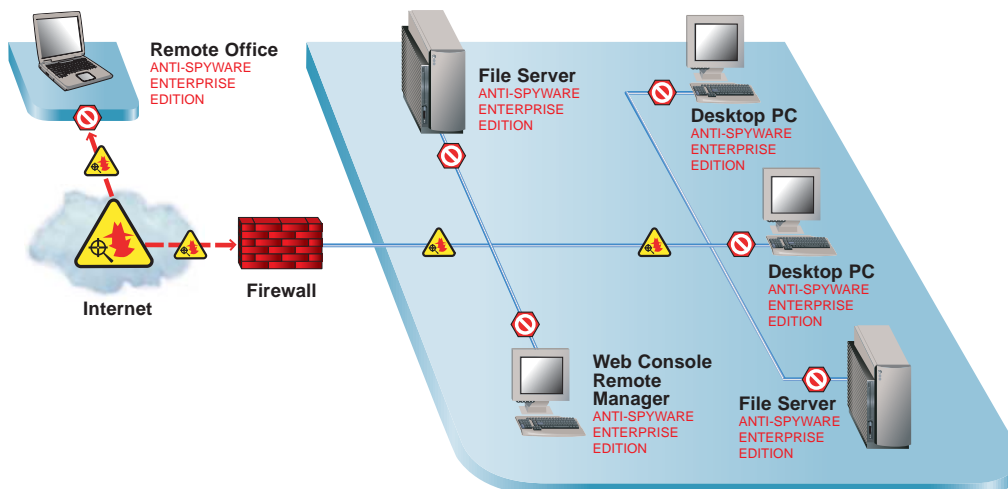 Remote Office
ANTI-SPYWARE
ENTERPRISE
EDITION
File Server
ANTI-SPYWARE
ENTERPRISE
EDITION
Desktop PC
ANTI-SPYWARE
ENTERPRISE
EDITION
Internet
Firewall
Desktop PC
ANTI-SPYWARE
ENTERPRISE
EDITION
Web Console
Remote
Manager
ANTI-SPYWARE
ENTERPRISE
EDITION
File Server
ANTI-SPYWARE
ENTERPRISE
EDITION